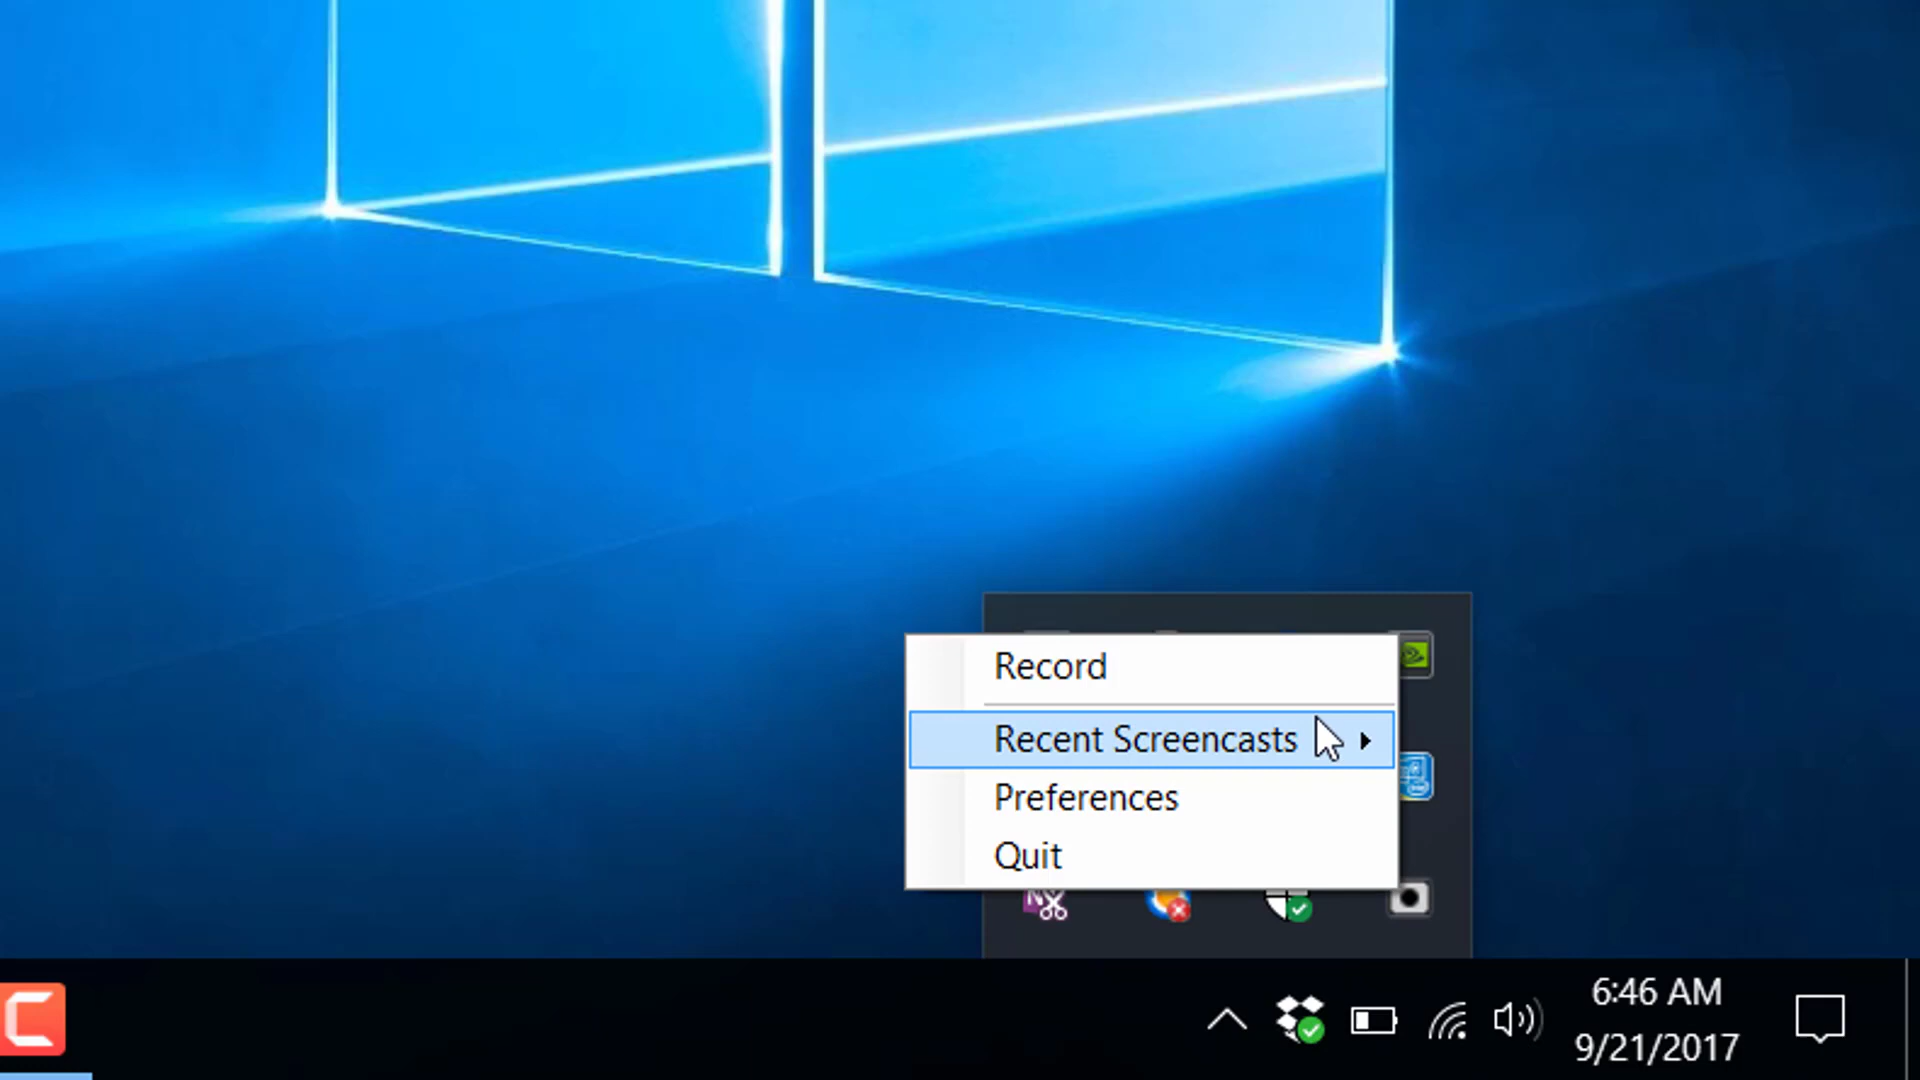 Record
Recent Screencasts
Preferences
Quit
6:46 AM
9/21/2017